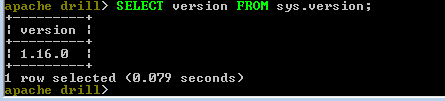 apache drill> SELECT version FROM sys.version;
+---------+
¦ version ¦
+---------+
¦ 1.16.0  ¦
+---------+
1 row selected (0.079 seconds)
apache drill>